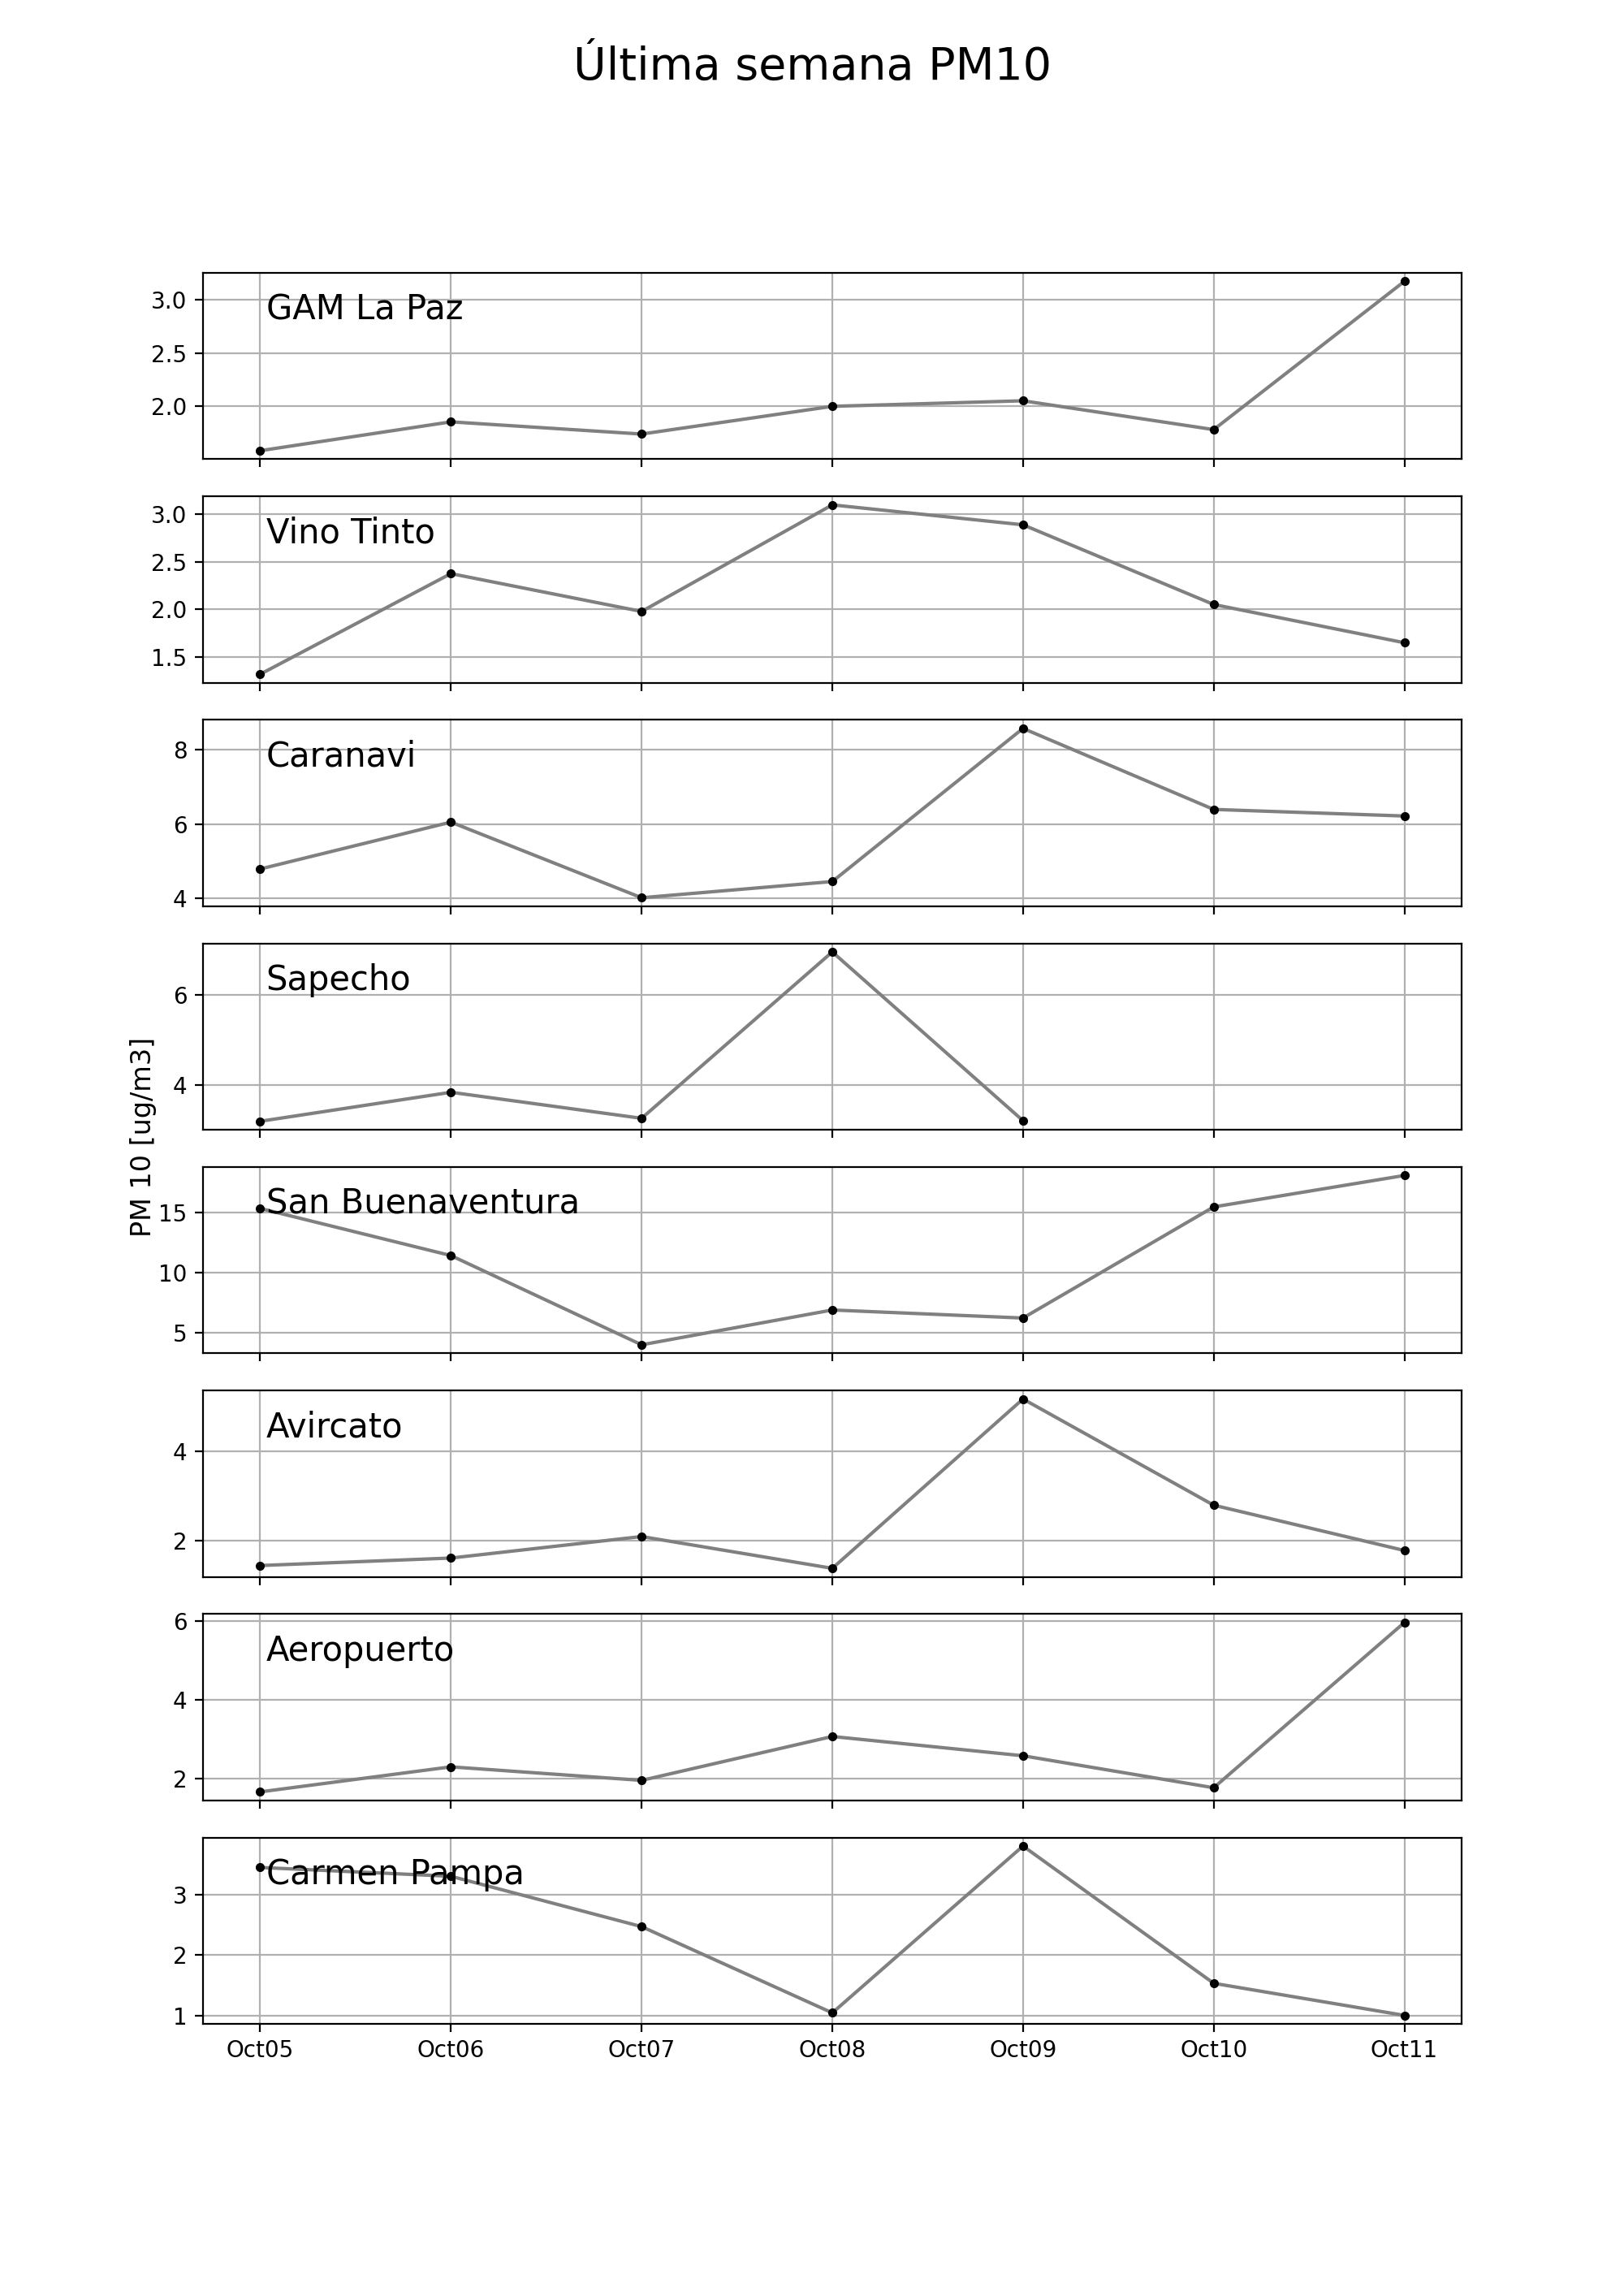 Última semana PM10
GAM La Paz
3.0
2.5
2.0
Vino Tinto
3.0
2.5
2.0
1.5
Caranavi
8
6
4
Sapecho
6
4
PM 10 [ug/m3]
San Buenaventura
15
10
5
Avircato
4
2
Aeropuerto
6
4
2
Carmen Pampa
3
2
1
Oct05 Oct06 Oct07 Oct08 Oct09 Oct10 Oct11